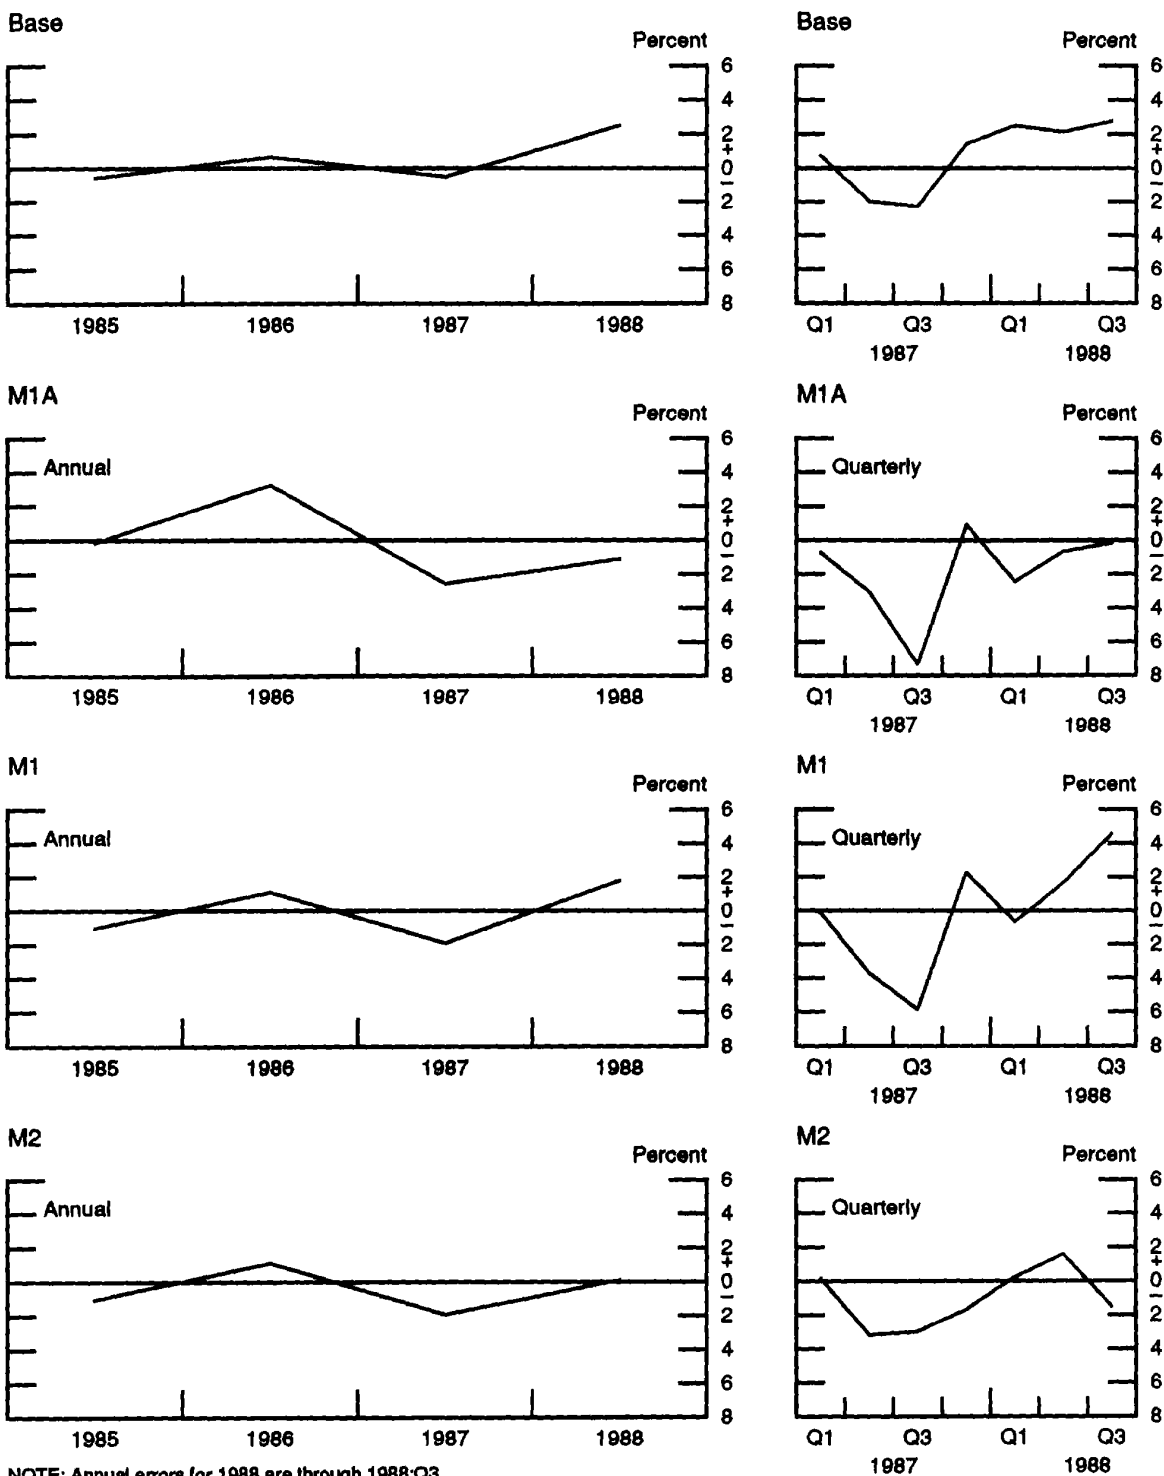 Base
Percent
6
4
2
+
0
–
2
4
6
8
1985 1986 1987 1988
Base
Percent
6
4
2
+
0
–
2
4
6
8
Q1 Q3 Q1 Q3
1987 1988
M1A
Percent
Annual
6
4
2
+
0
–
2
4
6
8
1985 1986 1987 1988
M1A
Percent
Quarterly
6
4
2
+
0
–
2
4
6
8
Q1 Q3 Q1 Q3
1987 1988
M1
Percent
Annual
6
4
2
+
0
–
2
4
6
8
1985 1986 1987 1988
M1
Percent
Quarterly
6
4
2
+
0
–
2
4
6
8
Q1 Q3 Q1 Q3
1987 1988
M2
Percent
Annual
6
4
2
+
0
–
2
4
6
8
1985 1986 1987 1988
M2
Percent
Quarterly
6
4
2
+
0
–
2
4
6
8
Q1 Q3 Q1 Q3
1987 1988
NOTE: Annual errors for 1988 are through 1988:Q3